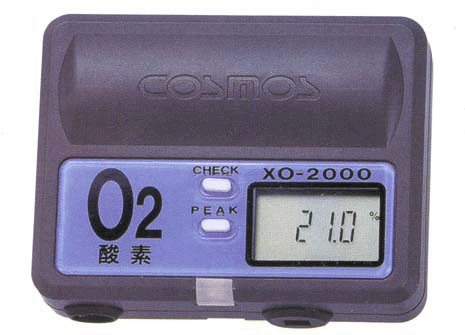 COSMOS
CHECK
XO-2000
O2
PEAK
21.0 %
酸素